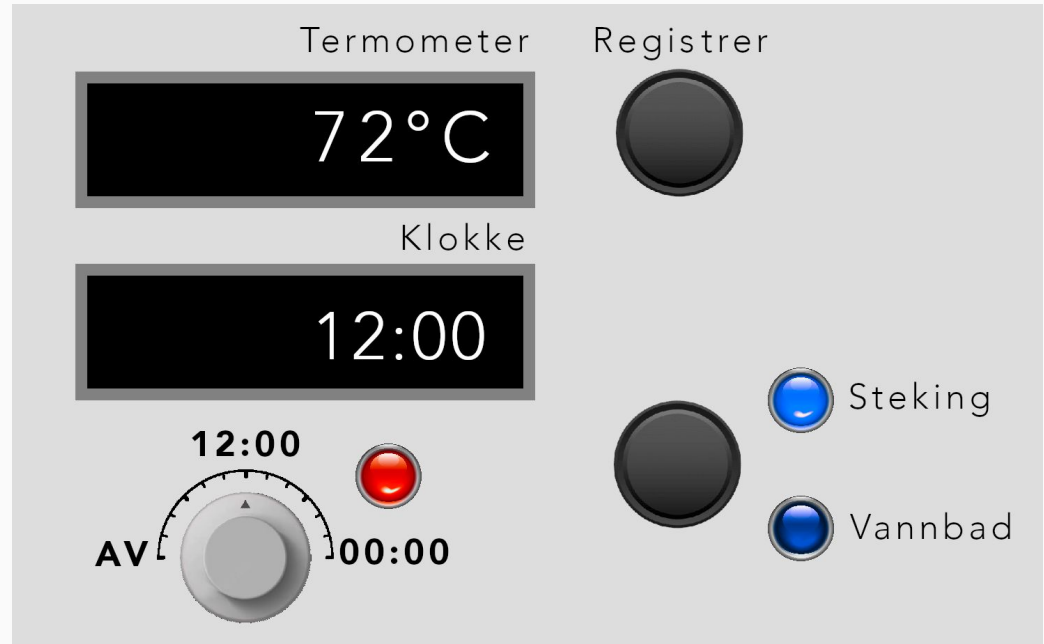 Termometer
Registrer
72°C
Klokke
12:00
Steking
12:00
Vannbad
AV
00:00